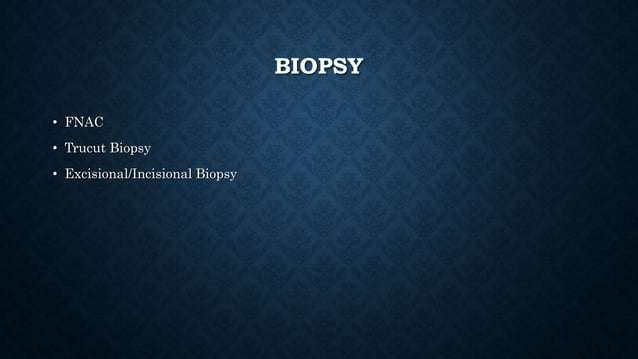 BIOPSY
• FNAC
• Trucut Biopsy
• Excisional/Incisional Biopsy